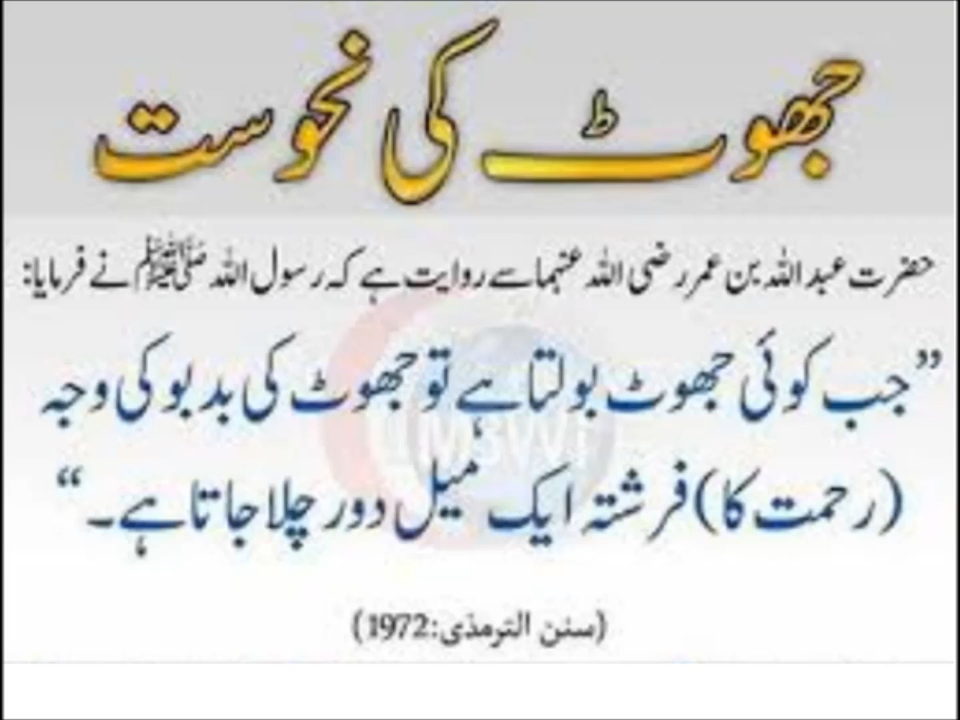 جھوٹ کی نحوست
حضرت عبد اللہ بن عمر رضی اللہ عنہما سے روایت ہے کہ رسول اللہ ﷺ نے فرمایا:
”جب کوئی جھوٹ بولتا ہے تو جھوٹ کی بدبو کی وجہ
(رحمت کا) فرشتہ ایک میل دور چلا جاتا ہے۔“
(سنن الترمذی:1972)